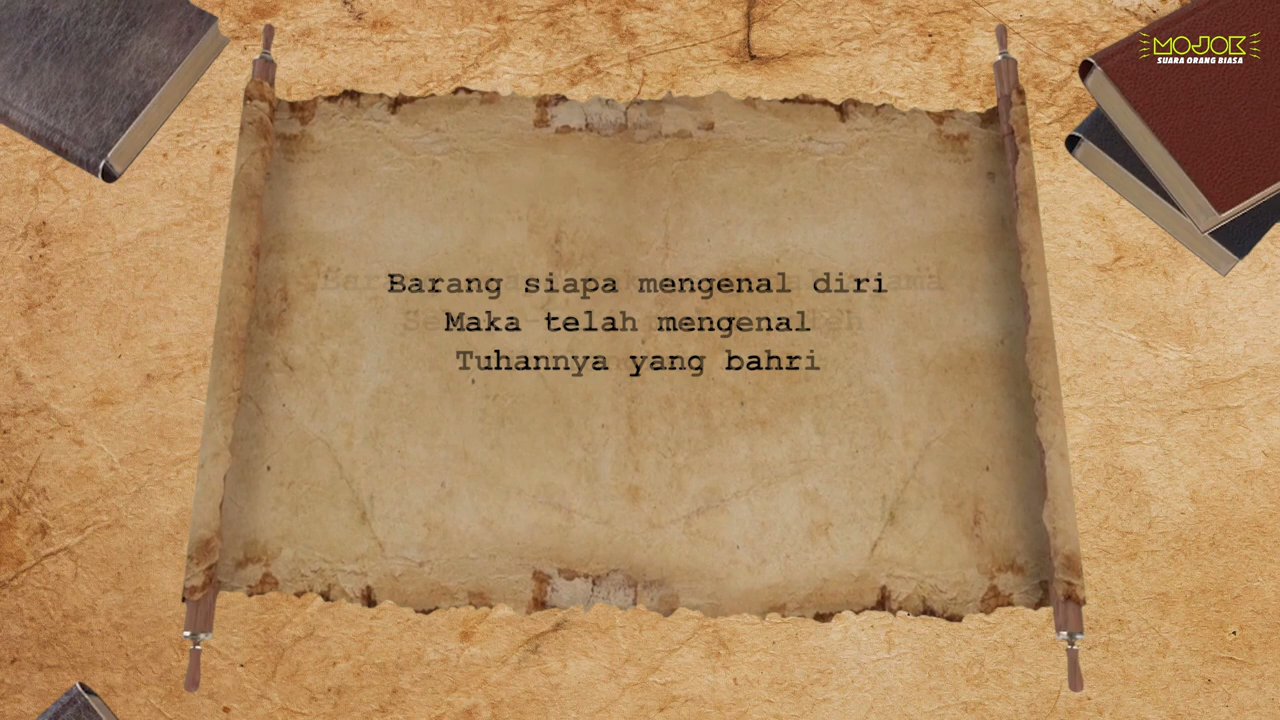 MOJOK
SUARA ORANG BIASA
Barang siapa mengenal diri
Maka telah mengenal
Tuhannya yang bahri